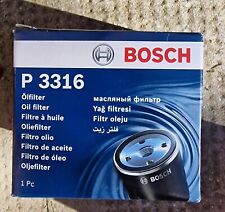 BOSCH
P 3316
Ölfilter
Oil filter
Filtre à huile
Oliefilter
Filtro olio
Filtro de aceite
Filtro de óleo
Oljefilter
1 Pc
масляный фильтр
Yağ filtresi
Filtr oleju
فلتر زيت